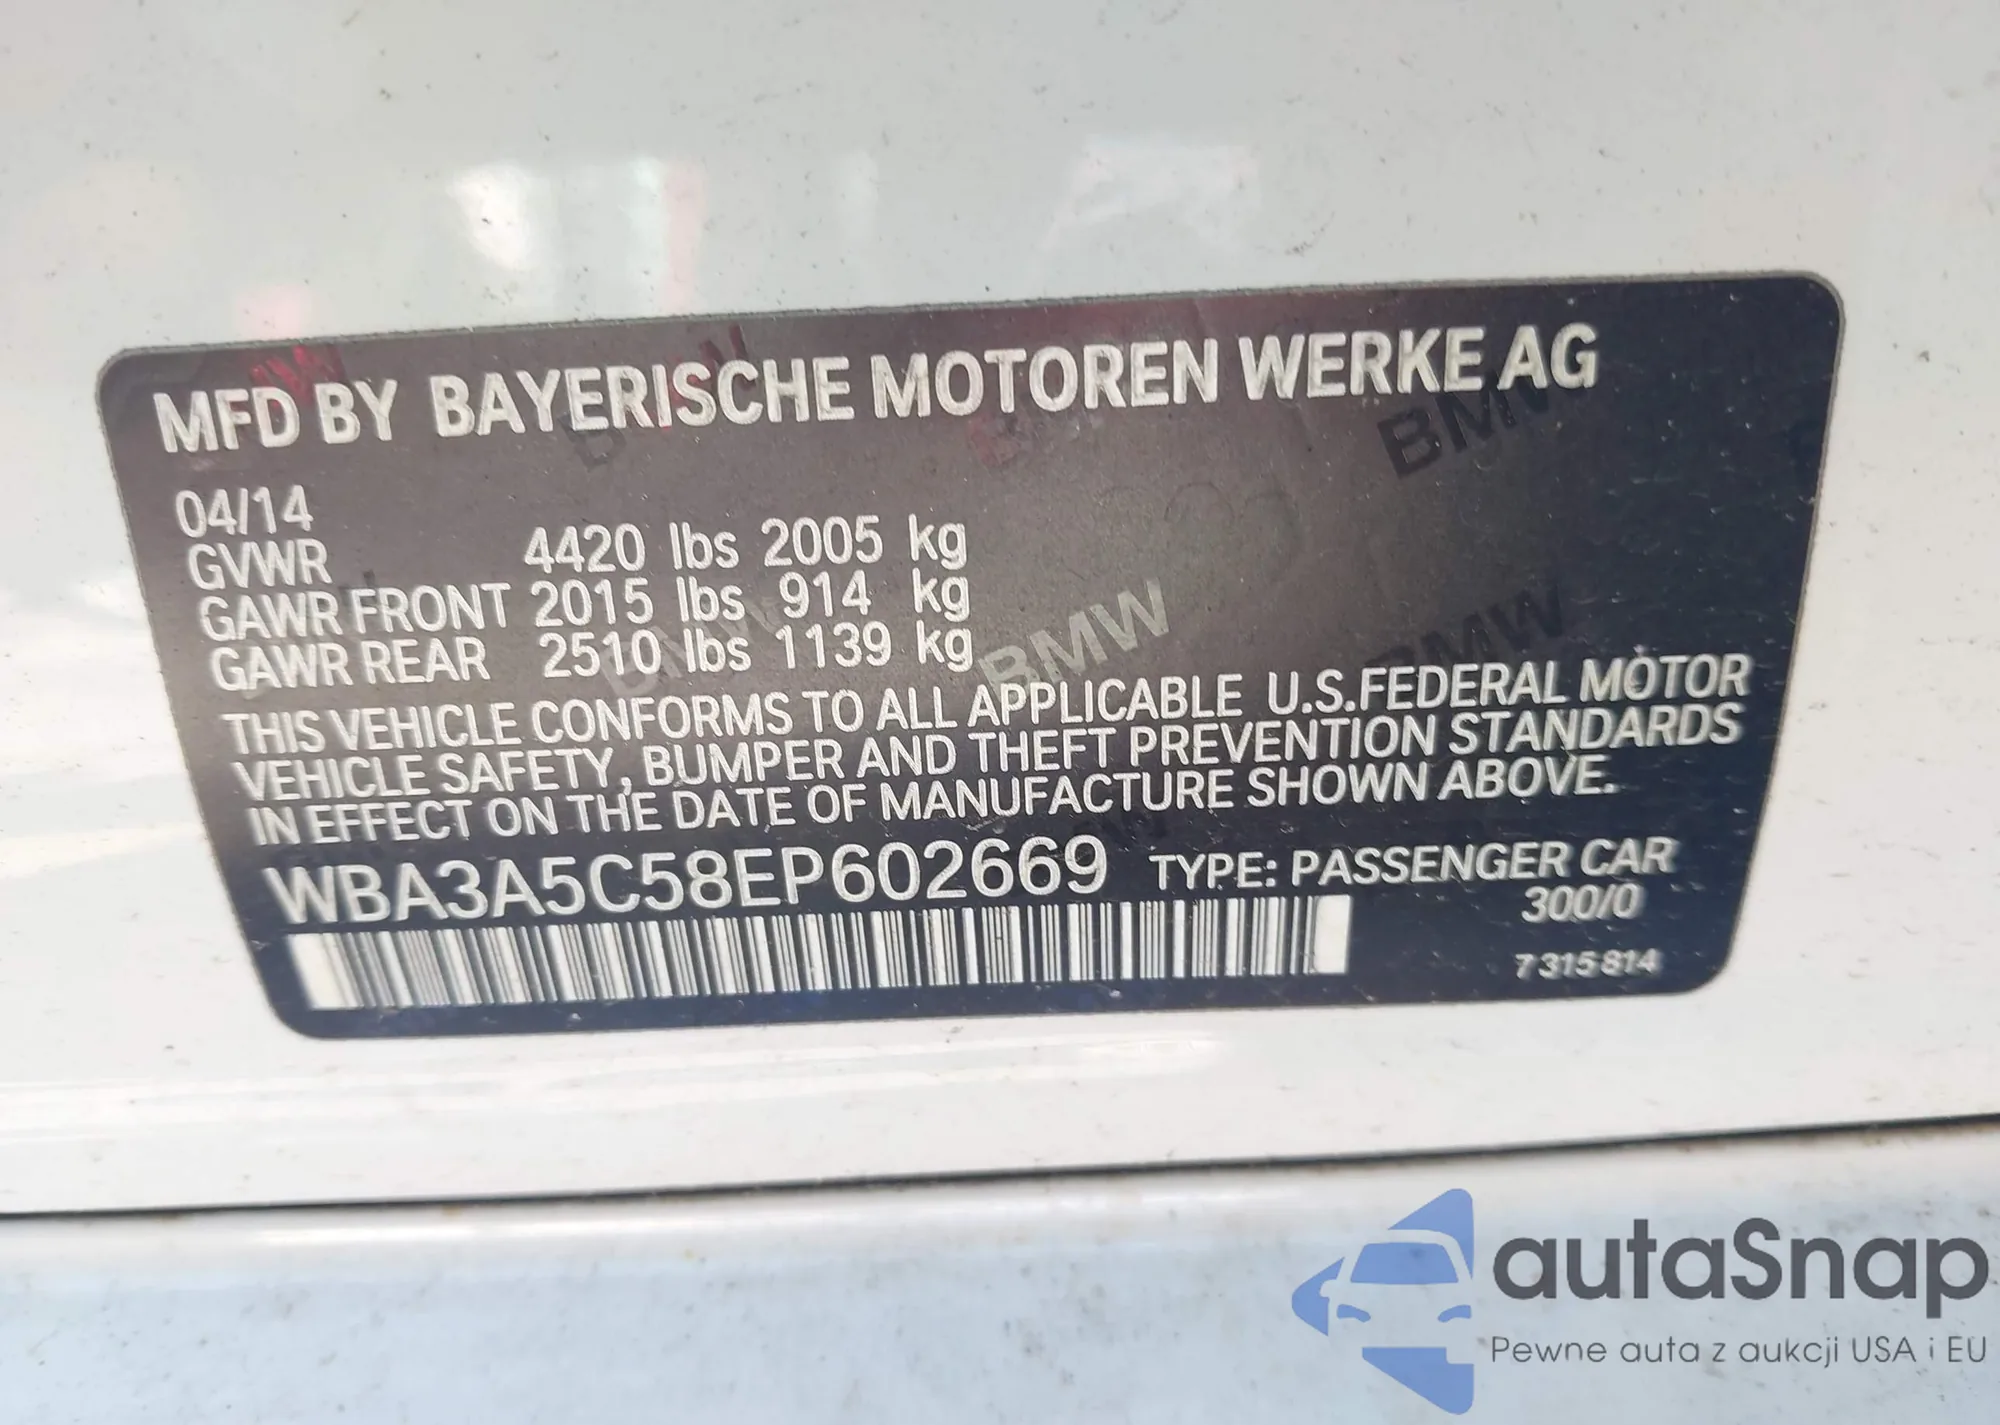 MFD BY BAYERISCHE MOTOREN WERKE AG
04/14
GVWR 4420 lbs 2005 kg
GAWR FRONT 2015 lbs 914 kg
GAWR REAR 2510 lbs 1139 kg
THIS VEHICLE CONFORMS TO ALL APPLICABLE U.S.FEDERAL MOTOR
VEHICLE SAFETY, BUMPER AND THEFT PREVENTION STANDARDS
IN EFFECT ON THE DATE OF MANUFACTURE SHOWN ABOVE.
WBA3A5C58EP602669 TYPE: PASSENGER CAR
300/0
7 315 814
autaSnap
Pewne auta z aukcji USA i EU